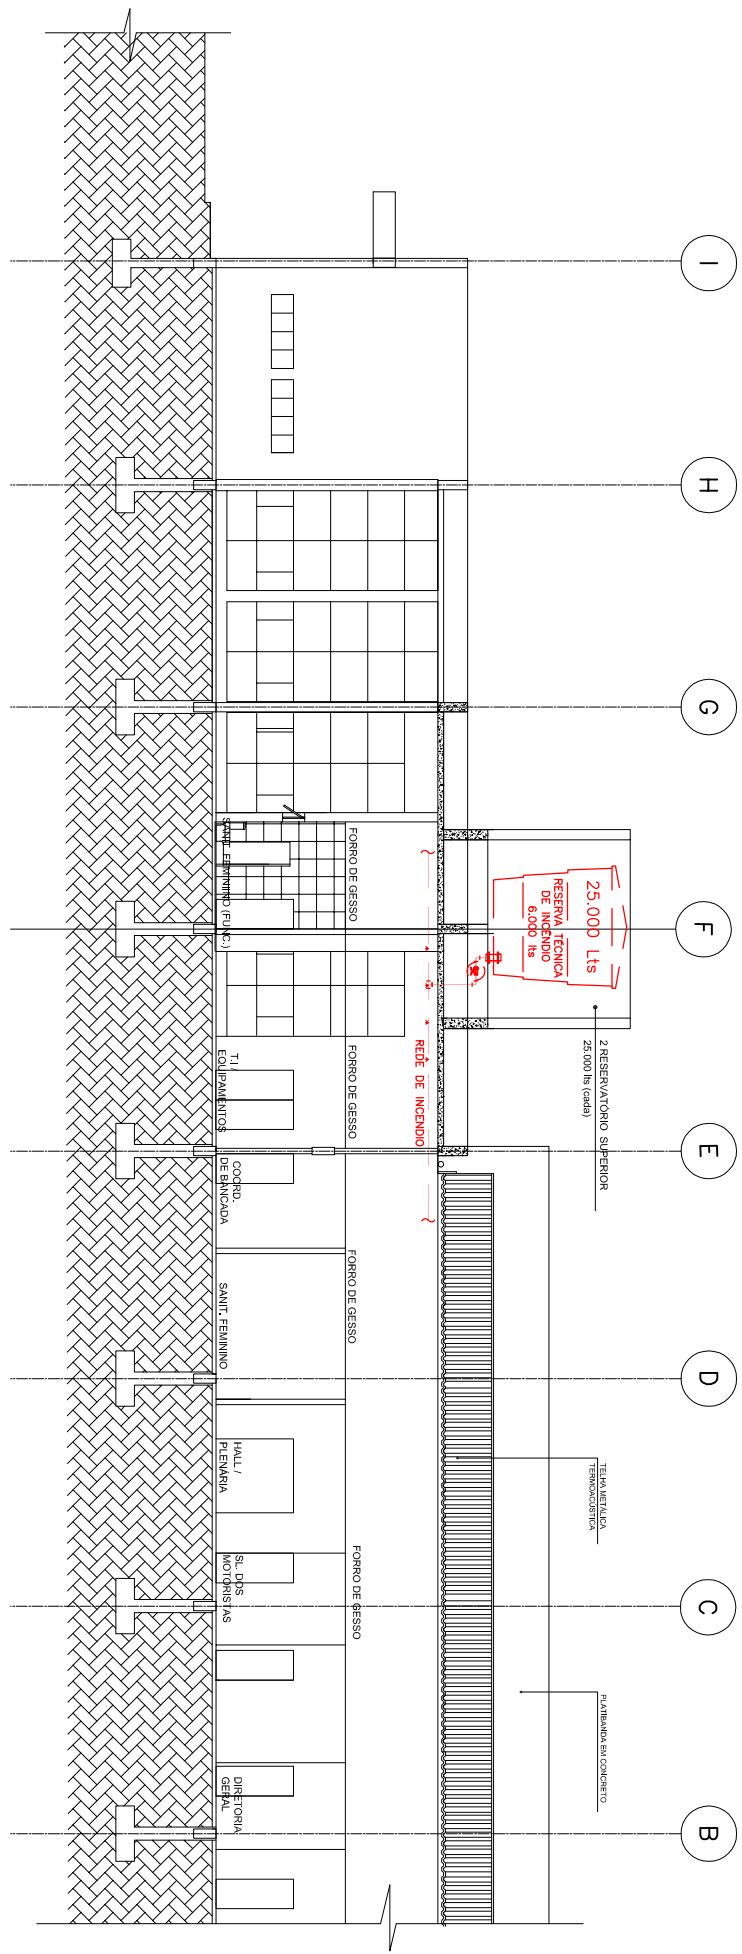 I
H
G
F
E
D
C
B
25.000 Lts
RESERVA TÉCNICA
DE INCÊNDIO
6.000 lts
2 RESERVATÓRIO SUPERIOR
25.000 lts (cada)
REDE DE INCENDIO
FORRO DE GESSO
SANIT. FEMININO (FUNC.)
FORRO DE GESSO
T.I /
EQUIPAMENTOS
COORD.
DE BANCADA
FORRO DE GESSO
SANIT. FEMININO
HALL /
PLENÁRIA
TELHA METÁLICA
TERMOACÚSTICA
FORRO DE GESSO
SL. DOS
MOTORISTAS
PLATIBANDA EM CONCRETO
DIRETORIA
GERAL